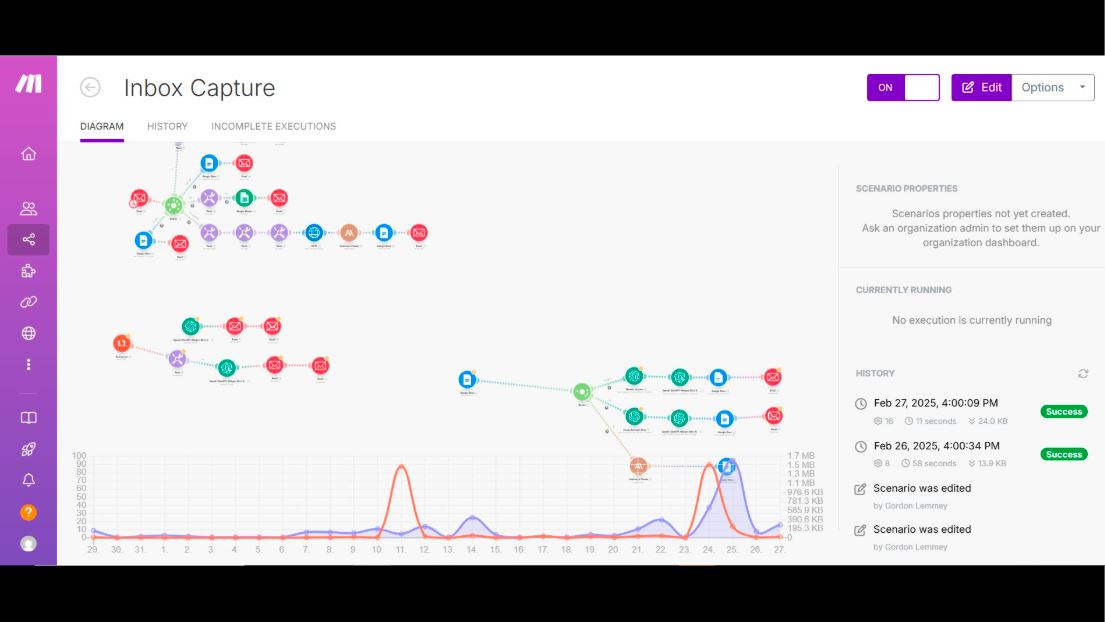 Inbox Capture
ON
Edit
Options
DIAGRAM
HISTORY
INCOMPLETE EXECUTIONS
SCENARIO PROPERTIES
Scenarios properties not yet created.
Ask an organization admin to set them up on your
organization dashboard.
CURRENTLY RUNNING
No execution is currently running
HISTORY
Feb 27, 2025, 4:00:09 PM
16
11 seconds
24.0 KB
Success
Feb 26, 2025, 4:00:34 PM
8
58 seconds
13.9 KB
Success
Scenario was edited
by Gordon Lemmey
Scenario was edited
by Gordon Lemmey
100
90
80
70
60
50
40
30
20
10
0
1.7 MB
1.5 MB
1.3 MB
1.1 MB
976.6 KB
781.3 KB
585.9 KB
390.6 KB
195.3 KB
0
29. 30. 31. 1. 2. 3. 4. 5. 6. 7. 8. 9. 10. 11. 12. 13. 14. 15. 16. 17. 18. 19. 20. 21. 22. 23. 24. 25. 26. 27.
?